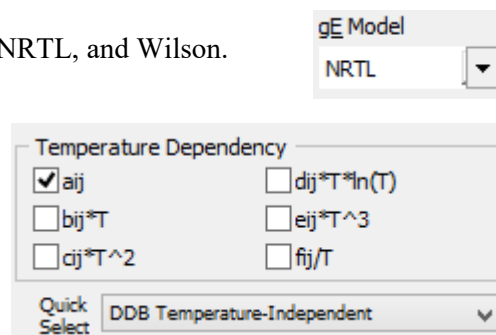 gE Model
NRTL, and Wilson.
NRTL
Temperature Dependency
aij
dij*T*ln(T)
bij*T
eij*T^3
cij*T^2
fij/T
Quick Select
DDB Temperature-Independent